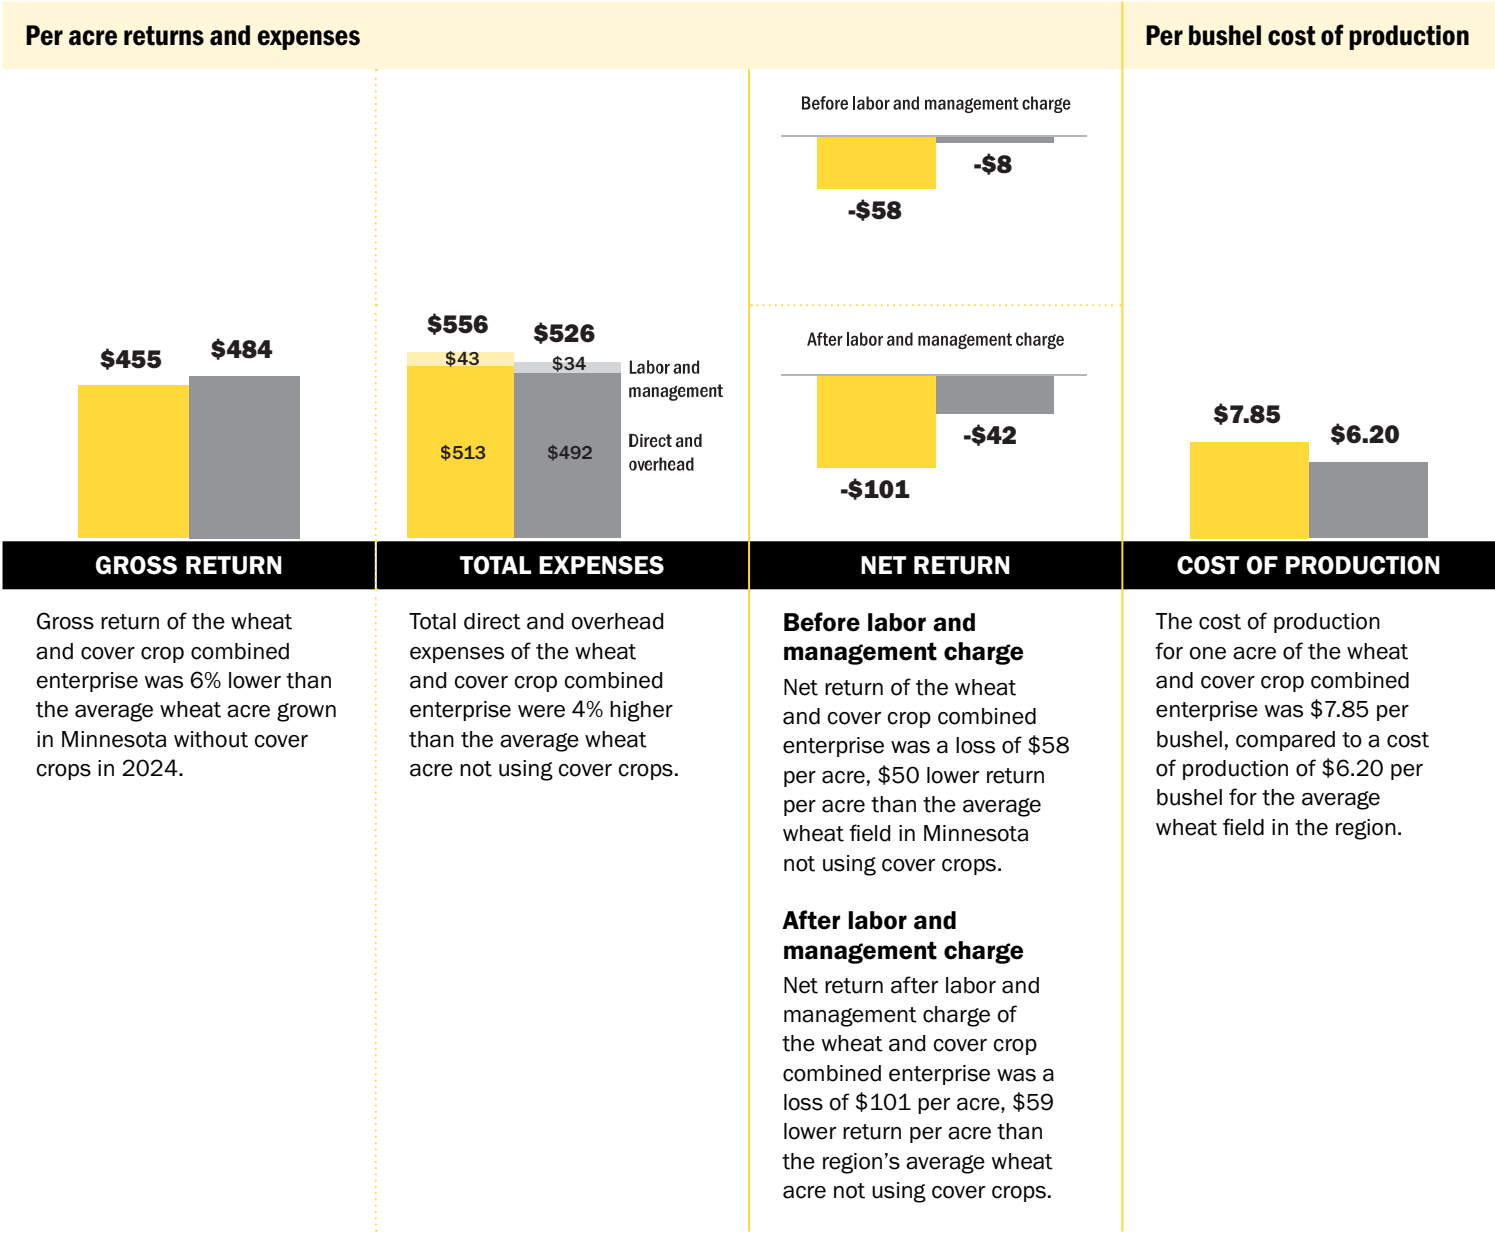 Per acre returns and expenses
Per bushel cost of production
$455
$484
$556
$526
$43
$34
Labor and
management
$513
$492
Direct and
overhead
Before labor and management charge
-$8
-$58
After labor and management charge
-$42
-$101
$7.85
$6.20
GROSS RETURN
TOTAL EXPENSES
NET RETURN
COST OF PRODUCTION
Gross return of the wheat
and cover crop combined
enterprise was 6% lower than
the average wheat acre grown
in Minnesota without cover
crops in 2024.
Total direct and overhead
expenses of the wheat
and cover crop combined
enterprise were 4% higher
than the average wheat
acre not using cover crops.
Before labor and
management charge
Net return of the wheat
and cover crop combined
enterprise was a loss of $58
per acre, $50 lower return
per acre than the average
wheat field in Minnesota
not using cover crops.
After labor and
management charge
Net return after labor and
management charge of
the wheat and cover crop
combined enterprise was a
loss of $101 per acre, $59
lower return per acre than
the region’s average wheat
acre not using cover crops.
The cost of production
for one acre of the wheat
and cover crop combined
enterprise was $7.85 per
bushel, compared to a cost
of production of $6.20 per
bushel for the average
wheat field in the region.